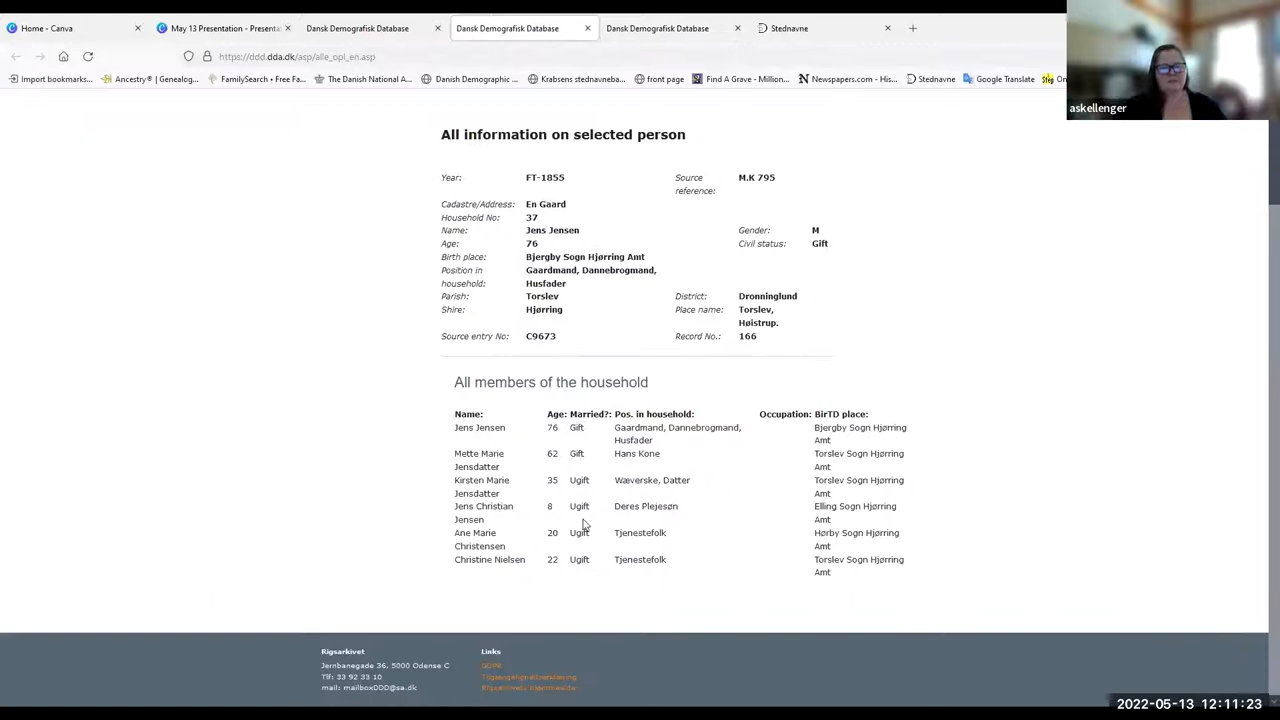 Home - Canva
May 13 Presentation - Presenta
Dansk Demografisk Database
Dansk Demografisk Database
Dansk Demografisk Database
Stednavne
https://ddd.dda.dk/asp/alle_opl_en.asp
Import bookmarks... Ancestry® | Genealog... FamilySearch • Free Fa... The Danish National A... Danish Demographic ... Krabsens stednavneba... front page Find A Grave - Million... Newspapers.com - His... Stednavne Google Translate
askellenger
All information on selected person
Year: FT-1855 Source M.K 795
reference:
Cadastre/Address: En Gaard
Household No: 37
Name: Jens Jensen Gender: M
Age: 76 Civil status: Gift
Birth place: Bjergby Sogn Hjørring Amt
Position in Gaardmand, Dannebrogmand,
household: Husfader
Parish: Torslev District: Dronninglund
Shire: Hjørring Place name: Torslev,
Høistrup.
Source entry No: C9673 Record No.: 166
All members of the household
Name: Age: Married?: Pos. in household: Occupation: BirTD place:
Jens Jensen 76 Gift Gaardmand, Dannebrogmand, Bjergby Sogn Hjørring
Husfader Amt
Mette Marie 62 Gift Hans Kone Torslev Sogn Hjørring
Jensdatter Amt
Kirsten Marie 35 Ugift Wæverske, Datter Torslev Sogn Hjørring
Jensdatter Amt
Jens Christian 8 Ugift Deres Plejesøn Elling Sogn Hjørring
Jensen Amt
Ane Marie 20 Ugift Tjenestefolk Hørby Sogn Hjørring
Christensen Amt
Christine Nielsen 22 Ugift Tjenestefolk Torslev Sogn Hjørring
Amt
Rigsarkivet Links
Jernbanegade 36, 5000 Odense C
Tlf: 33 92 33 10
mail: mailboxDDD@sa.dk
2022-05-13 12:11:23